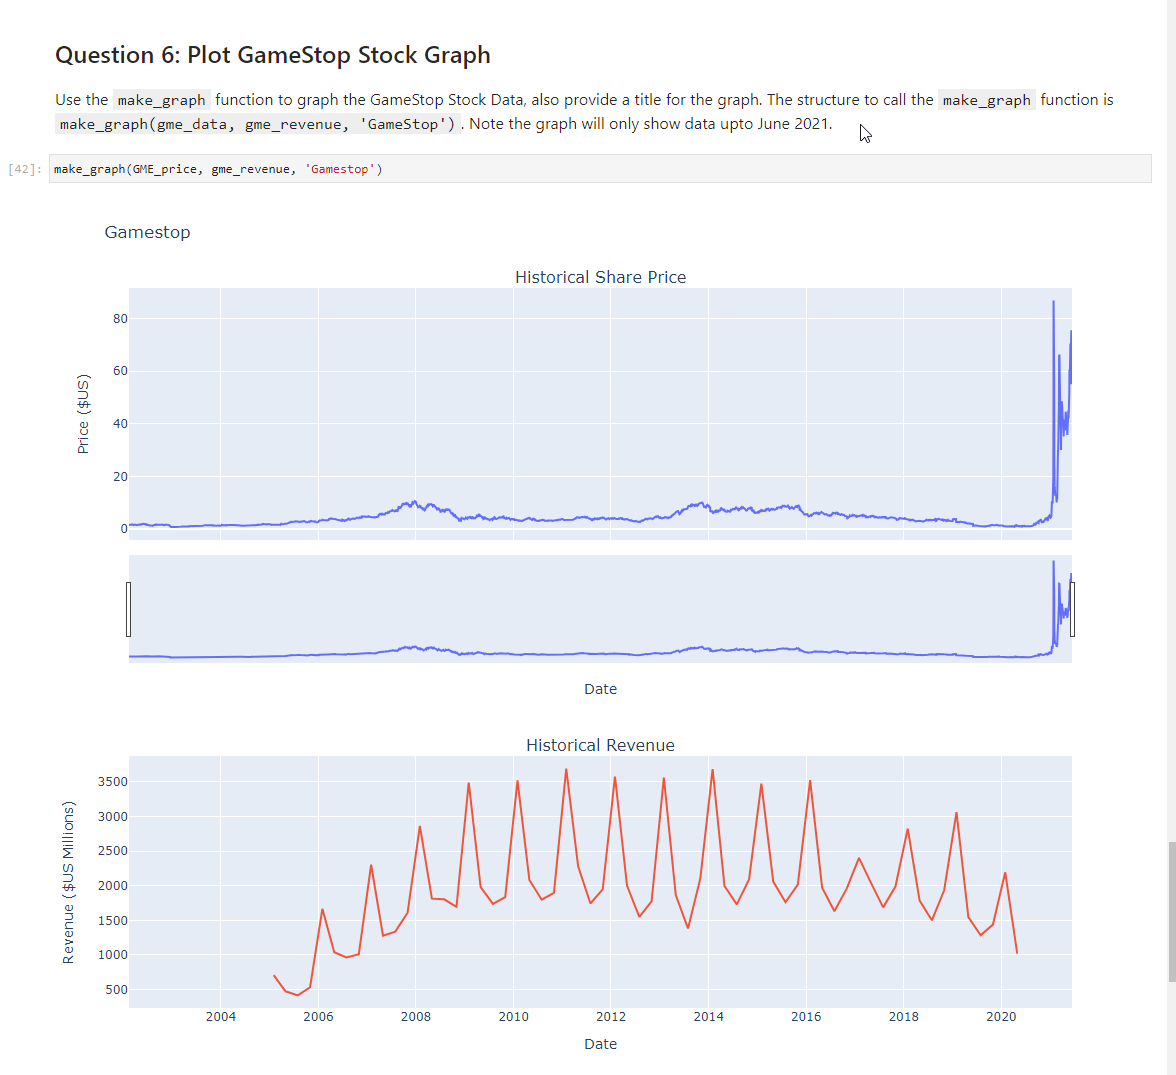 Question 6: Plot GameStop Stock Graph
Use the make_graph function to graph the GameStop Stock Data, also provide a title for the graph. The structure to call the make_graph function is
make_graph(gme_data, gme_revenue, 'GameStop') . Note the graph will only show data upto June 2021.
[42]: make_graph(GME_price, gme_revenue, 'Gamestop')
Gamestop
Historical Share Price
Price ($US)
80
60
40
20
0
Date
Historical Revenue
Revenue ($US Millions)
3500
3000
2500
2000
1500
1000
500
2004 2006 2008 2010 2012 2014 2016 2018 2020
Date